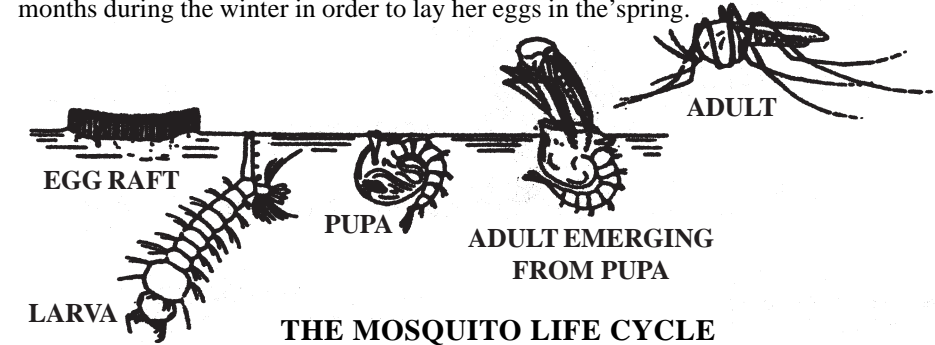 months during the winter in order to lay her eggs in the'spring.
ADULT
EGG RAFT
PUPA
ADULT EMERGING
FROM PUPA
LARVA
THE MOSQUITO LIFE CYCLE